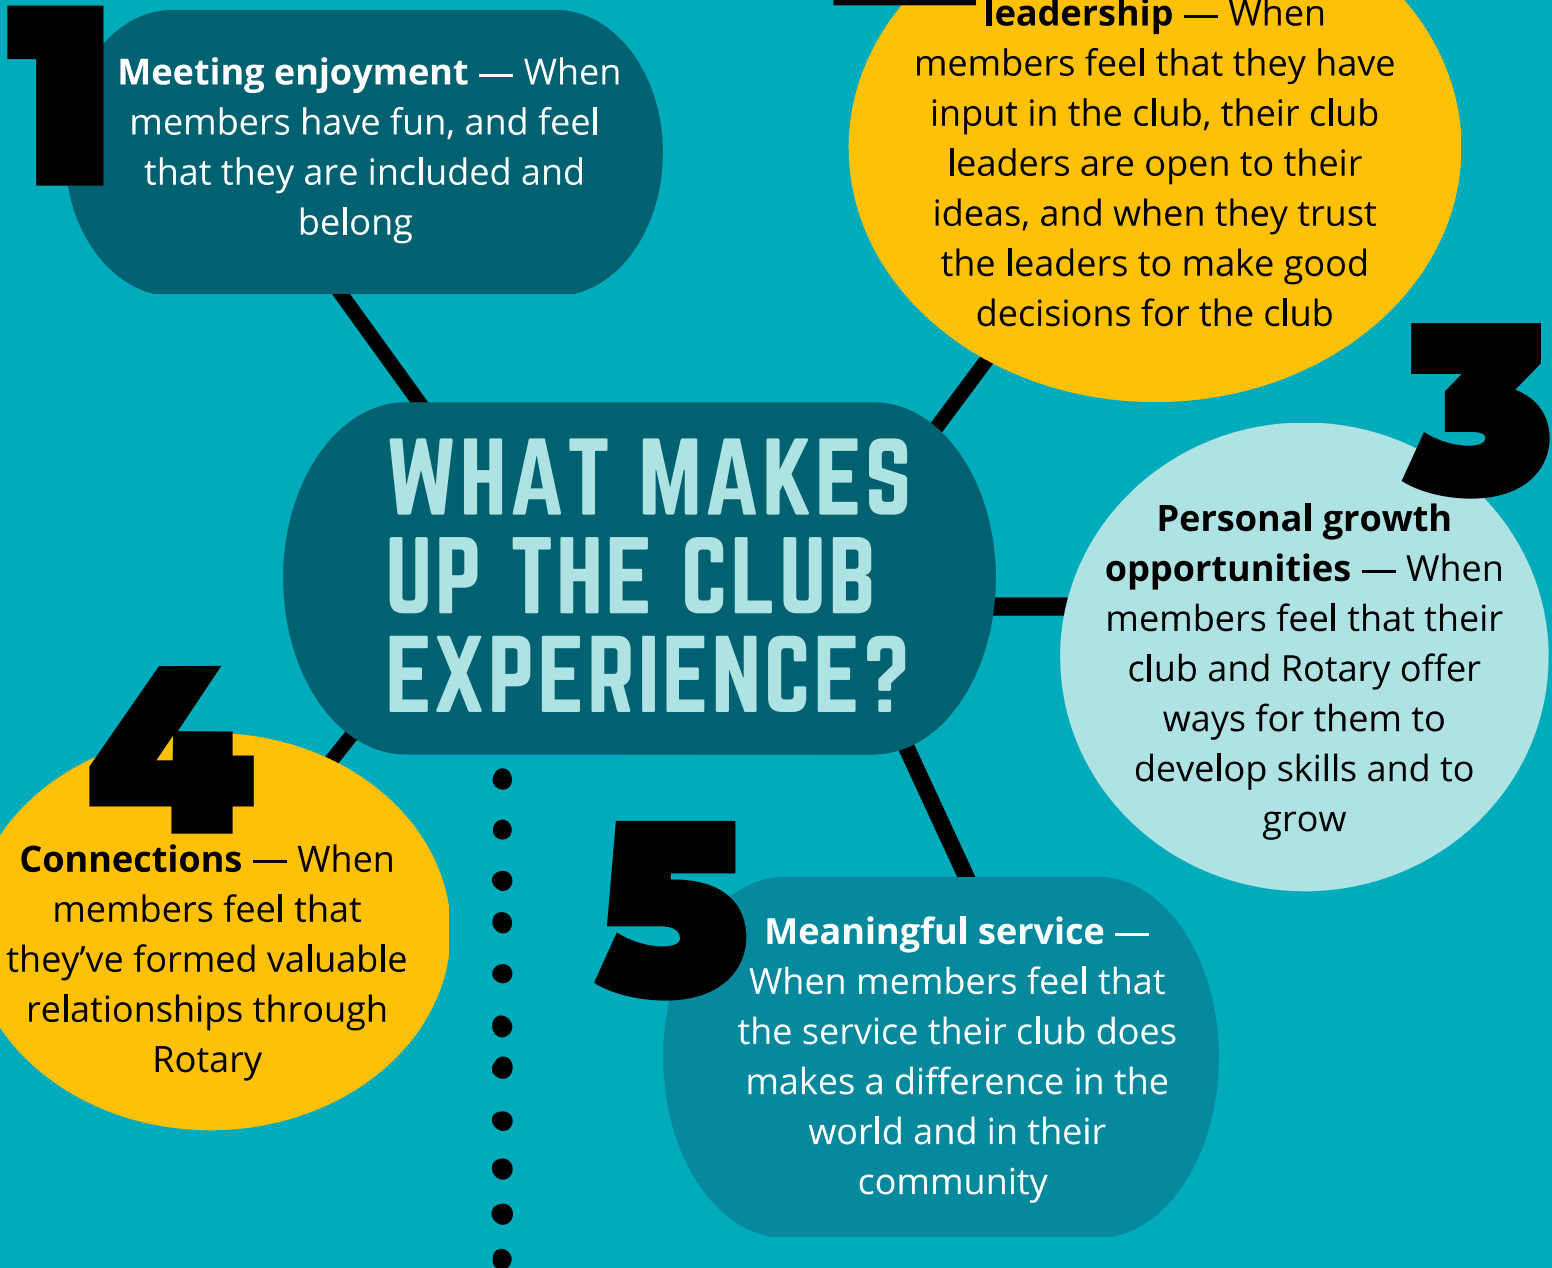 1
Meeting enjoyment — When
members have fun, and feel
that they are included and
belong
leadership — When
members feel that they have
input in the club, their club
leaders are open to their
ideas, and when they trust
the leaders to make good
decisions for the club
WHAT MAKES
UP THE CLUB
EXPERIENCE?
3
Personal growth
opportunities — When
members feel that their
club and Rotary offer
ways for them to
develop skills and to
grow
4
Connections — When
members feel that
they’ve formed valuable
relationships through
Rotary
5
Meaningful service —
When members feel that
the service their club does
makes a difference in the
world and in their
community